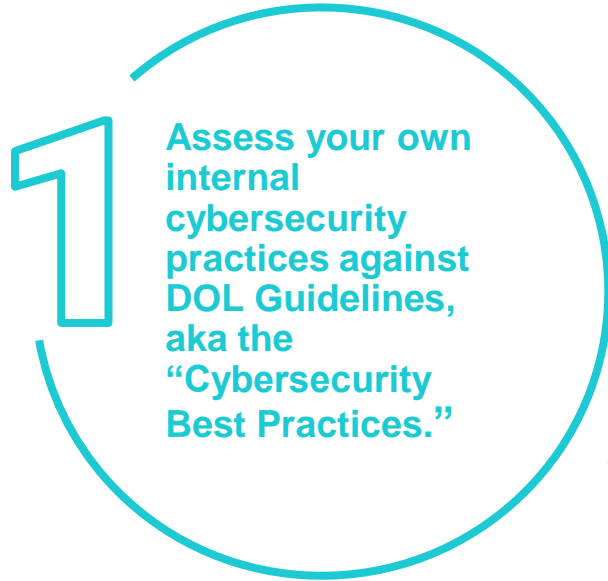 1
Assess your own
internal
cybersecurity
practices against
DOL Guidelines,
aka the
“Cybersecurity
Best Practices.”